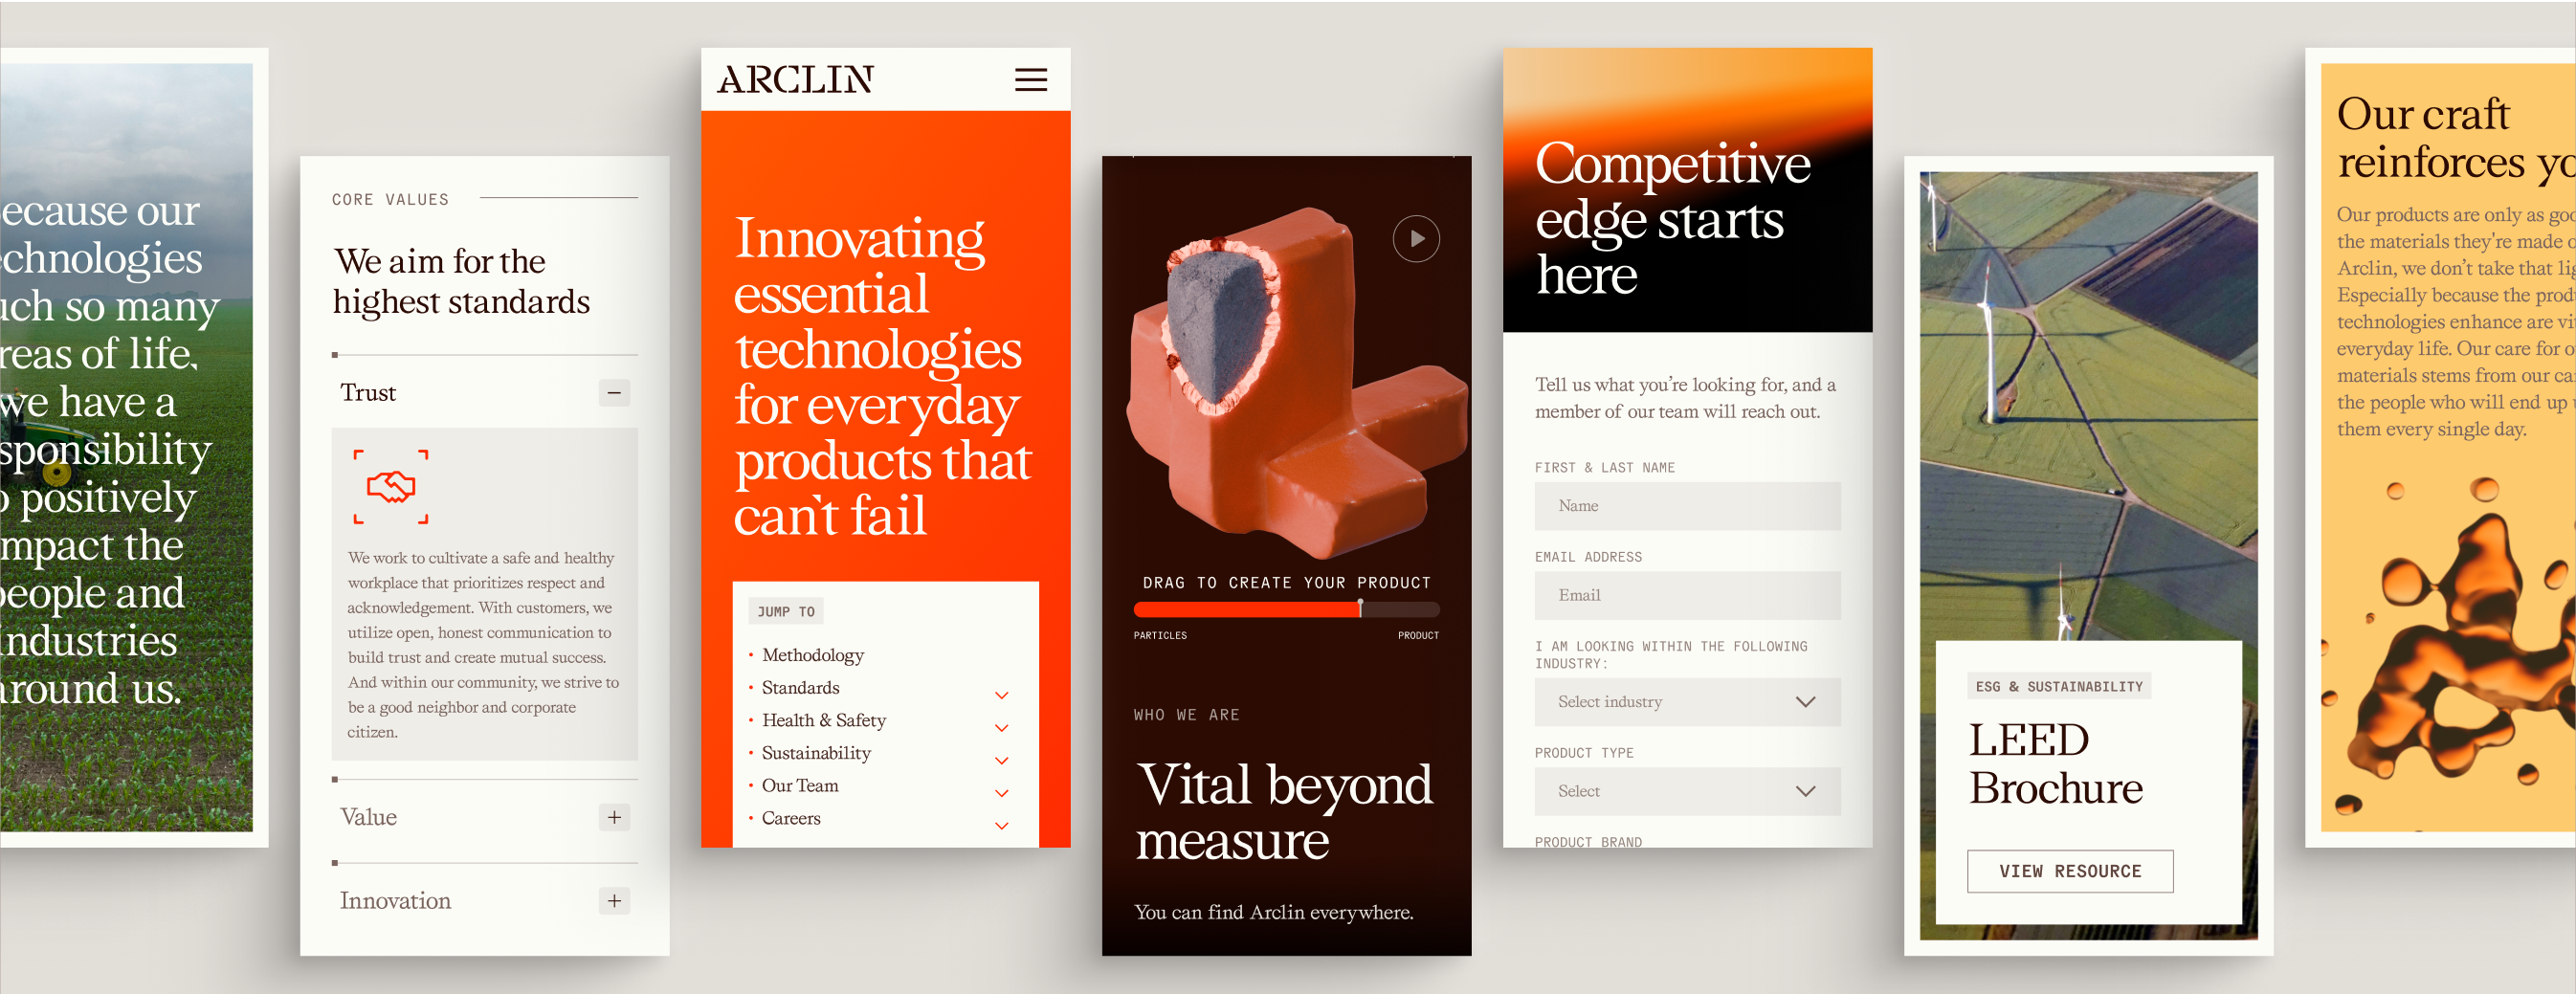 ecause our
echnologies
uch so many
reas of life,
we have a
sponsibility
o positively
mpact the
people and
industries
around us.
CORE VALUES
We aim for the
highest standards
Trust
We work to cultivate a safe and healthy
workplace that prioritizes respect and
acknowledgement. With customers, we
utilize open, honest communication to
build trust and create mutual success.
And within our community, we strive to
be a good neighbor and corporate
citizen.
Value
Innovation
ARCLIN
Innovating
essential
technologies
for everyday
products that
can't fail
JUMP TO
• Methodology
• Standards
• Health & Safety
• Sustainability
• Our Team
• Careers
DRAG TO CREATE YOUR PRODUCT
PARTICLES PRODUCT
WHO WE ARE
Vital beyond
measure
You can find Arclin everywhere.
Competitive
edge starts
here
Tell us what you're looking for, and a
member of our team will reach out.
FIRST & LAST NAME
Name
EMAIL ADDRESS
Email
I AM LOOKING WITHIN THE FOLLOWING
INDUSTRY:
Select industry
PRODUCT TYPE
Select
PRODUCT BRAND
ESG & SUSTAINABILITY
LEED
Brochure
VIEW RESOURCE
Our craft
reinforces yo
Our products are only as goo
the materials they're made o
Arclin, we don't take that lig
Especially because the prod
technologies enhance are vi
everyday life. Our care for o
materials stems from our ca
the people who will end up
them every single day.